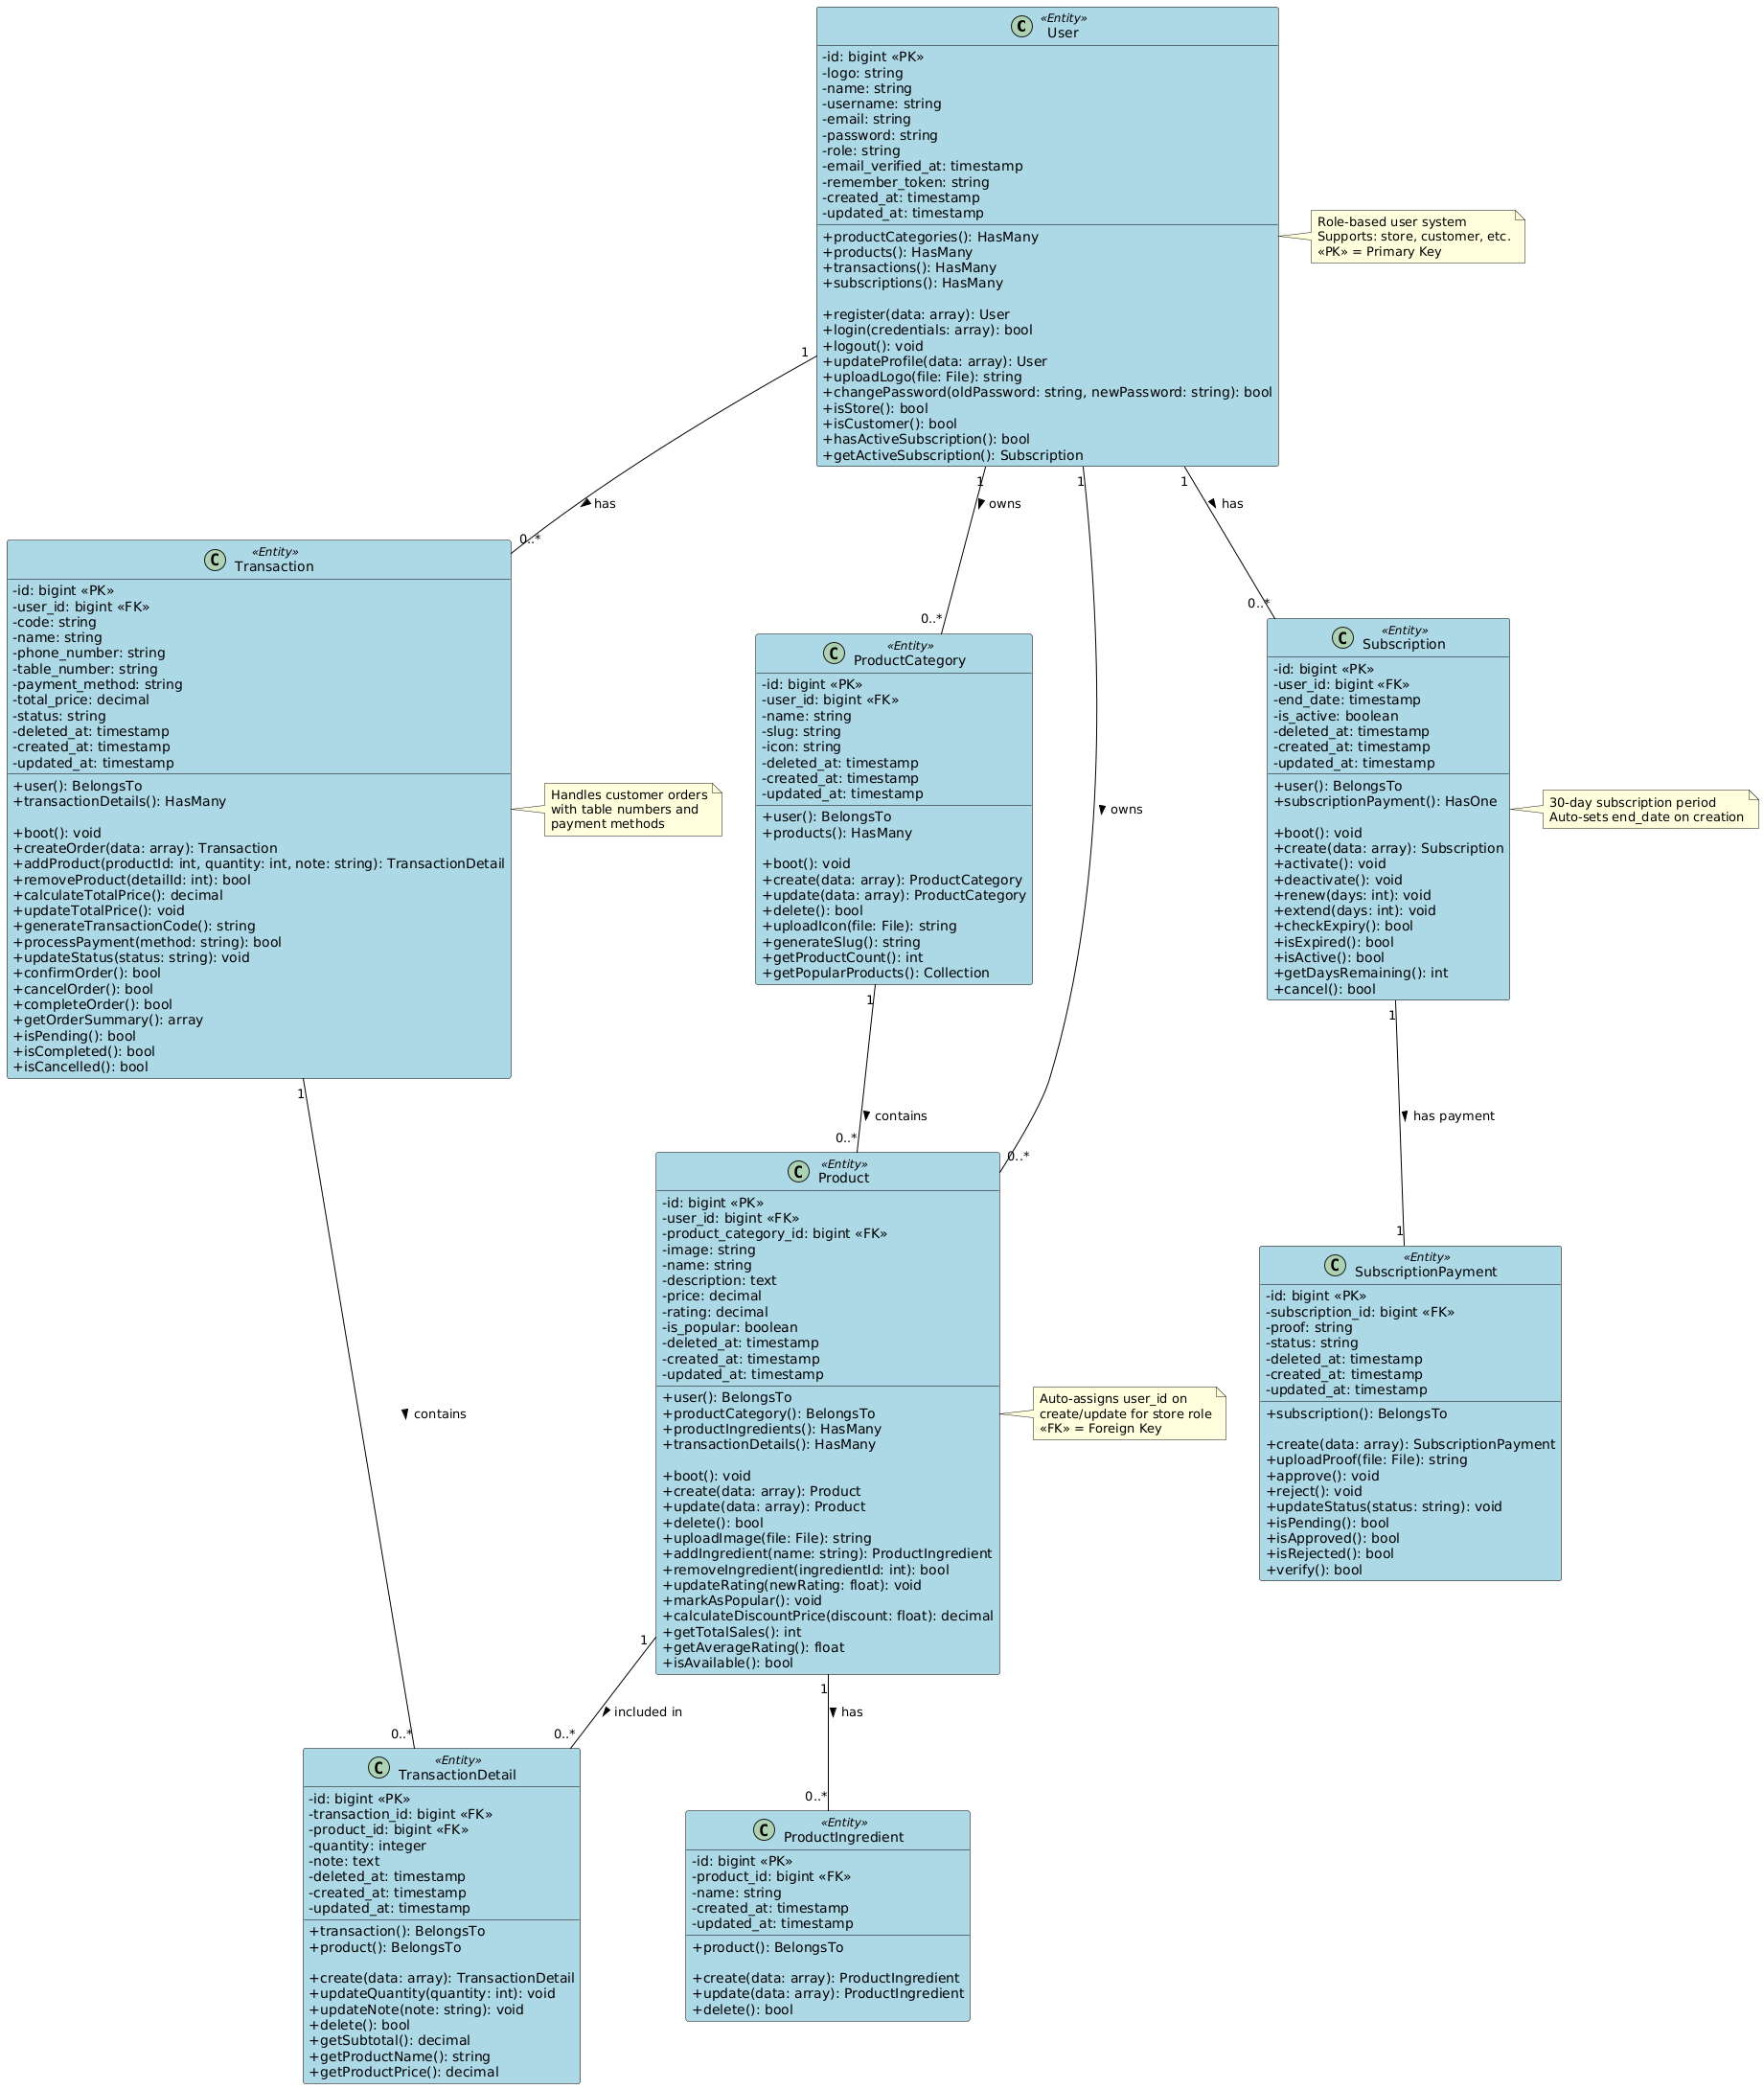 «Entity»
User
-id: bigint «PK»
-logo: string
-name: string
-username: string
-email: string
-password: string
-role: string
-email_verified_at: timestamp
-remember_token: string
-created_at: timestamp
-updated_at: timestamp
+productCategories(): HasMany
+products(): HasMany
+transactions(): HasMany
+subscriptions(): HasMany
+register(data: array): User
+login(credentials: array): bool
+logout(): void
+updateProfile(data: array): User
+uploadLogo(file: File): string
+changePassword(oldPassword: string, newPassword: string): bool
+isStore(): bool
+isCustomer(): bool
+hasActiveSubscription(): bool
+getActiveSubscription(): Subscription
Role-based user system
Supports: store, customer, etc.
«PK» = Primary Key
1
has
0..*
1
owns
0..*
1
owns
0..*
1
has
0..*
«Entity»
Transaction
-id: bigint «PK»
-user_id: bigint «FK»
-code: string
-name: string
-phone_number: string
-table_number: string
-payment_method: string
-total_price: decimal
-status: string
-deleted_at: timestamp
-created_at: timestamp
-updated_at: timestamp
+user(): BelongsTo
+transactionDetails(): HasMany
+boot(): void
+createOrder(data: array): Transaction
+addProduct(productId: int, quantity: int, note: string): TransactionDetail
+removeProduct(detailId: int): bool
+calculateTotalPrice(): decimal
+updateTotalPrice(): void
+generateTransactionCode(): string
+processPayment(method: string): bool
+updateStatus(status: string): void
+confirmOrder(): bool
+cancelOrder(): bool
+completeOrder(): bool
+getOrderSummary(): array
+isPending(): bool
+isCompleted(): bool
+isCancelled(): bool
Handles customer orders
with table numbers and
payment methods
«Entity»
ProductCategory
-id: bigint «PK»
-user_id: bigint «FK»
-name: string
-slug: string
-icon: string
-deleted_at: timestamp
-created_at: timestamp
-updated_at: timestamp
+user(): BelongsTo
+products(): HasMany
+boot(): void
+create(data: array): ProductCategory
+update(data: array): ProductCategory
+delete(): bool
+uploadIcon(file: File): string
+generateSlug(): string
+getProductCount(): int
+getPopularProducts(): Collection
«Entity»
Subscription
-id: bigint «PK»
-user_id: bigint «FK»
-end_date: timestamp
-is_active: boolean
-deleted_at: timestamp
-created_at: timestamp
-updated_at: timestamp
+user(): BelongsTo
+subscriptionPayment(): HasOne
+boot(): void
+create(data: array): Subscription
+activate(): void
+deactivate(): void
+renew(days: int): void
+extend(days: int): void
+checkExpiry(): bool
+isExpired(): bool
+isActive(): bool
+getDaysRemaining(): int
+cancel(): bool
30-day subscription period
Auto-sets end_date on creation
1
contains
0..*
1
contains
0..*
1
has payment
1
«Entity»
Product
-id: bigint «PK»
-user_id: bigint «FK»
-product_category_id: bigint «FK»
-image: string
-name: string
-description: text
-price: decimal
-rating: decimal
-is_popular: boolean
-deleted_at: timestamp
-created_at: timestamp
-updated_at: timestamp
+user(): BelongsTo
+productCategory(): BelongsTo
+productIngredients(): HasMany
+transactionDetails(): HasMany
+boot(): void
+create(data: array): Product
+update(data: array): Product
+delete(): bool
+uploadImage(file: File): string
+addIngredient(name: string): ProductIngredient
+removeIngredient(ingredientId: int): bool
+updateRating(newRating: float): void
+markAsPopular(): void
+calculateDiscountPrice(discount: float): decimal
+getTotalSales(): int
+getAverageRating(): float
+isAvailable(): bool
Auto-assigns user_id on
create/update for store role
«FK» = Foreign Key
«Entity»
SubscriptionPayment
-id: bigint «PK»
-subscription_id: bigint «FK»
-proof: string
-status: string
-deleted_at: timestamp
-created_at: timestamp
-updated_at: timestamp
+subscription(): BelongsTo
+create(data: array): SubscriptionPayment
+uploadProof(file: File): string
+approve(): void
+reject(): void
+updateStatus(status: string): void
+isPending(): bool
+isApproved(): bool
+isRejected(): bool
+verify(): bool
1
included in
0..*
1
has
0..*
«Entity»
TransactionDetail
-id: bigint «PK»
-transaction_id: bigint «FK»
-product_id: bigint «FK»
-quantity: integer
-note: text
-deleted_at: timestamp
-created_at: timestamp
-updated_at: timestamp
+transaction(): BelongsTo
+product(): BelongsTo
+create(data: array): TransactionDetail
+updateQuantity(quantity: int): void
+updateNote(note: string): void
+delete(): bool
+getSubtotal(): decimal
+getProductName(): string
+getProductPrice(): decimal
«Entity»
ProductIngredient
-id: bigint «PK»
-product_id: bigint «FK»
-name: string
-created_at: timestamp
-updated_at: timestamp
+product(): BelongsTo
+create(data: array): ProductIngredient
+update(data: array): ProductIngredient
+delete(): bool